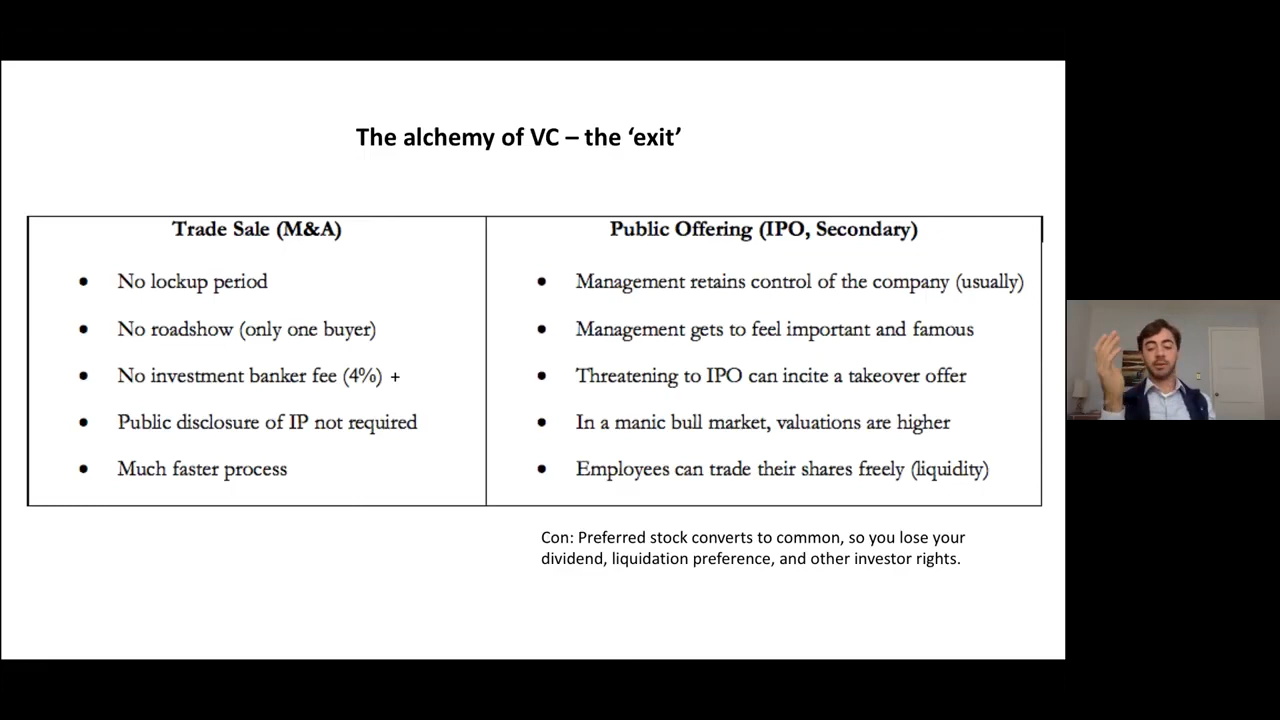 The alchemy of VC – the ‘exit’
Trade Sale (M&A)
• No lockup period
• No roadshow (only one buyer)
• No investment banker fee (4%) +
• Public disclosure of IP not required
• Much faster process
Public Offering (IPO, Secondary)
• Management retains control of the company (usually)
• Management gets to feel important and famous
• Threatening to IPO can incite a takeover offer
• In a manic bull market, valuations are higher
• Employees can trade their shares freely (liquidity)
Con: Preferred stock converts to common, so you lose your
dividend, liquidation preference, and other investor rights.